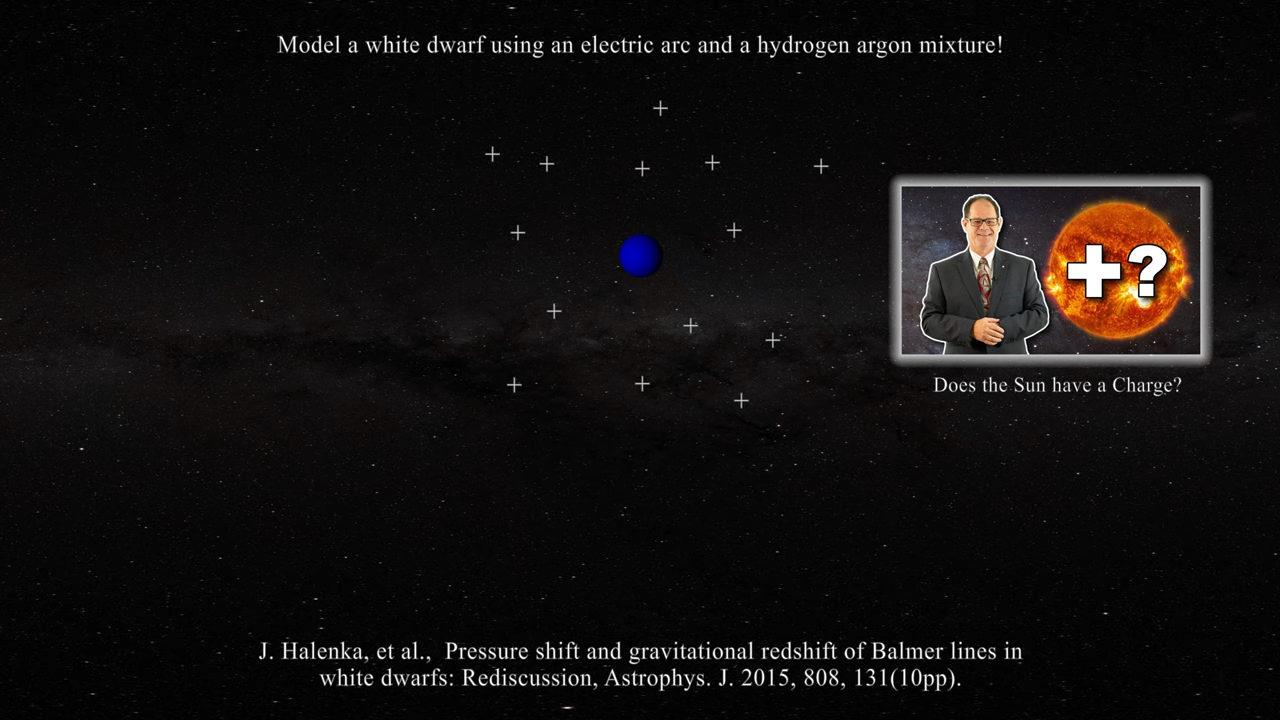 Model a white dwarf using an electric arc and a hydrogen argon mixture!
+?
Does the Sun have a Charge?
J. Halenka, et al., Pressure shift and gravitational redshift of Balmer lines in
white dwarfs: Rediscussion, Astrophys. J. 2015, 808, 131(10pp).